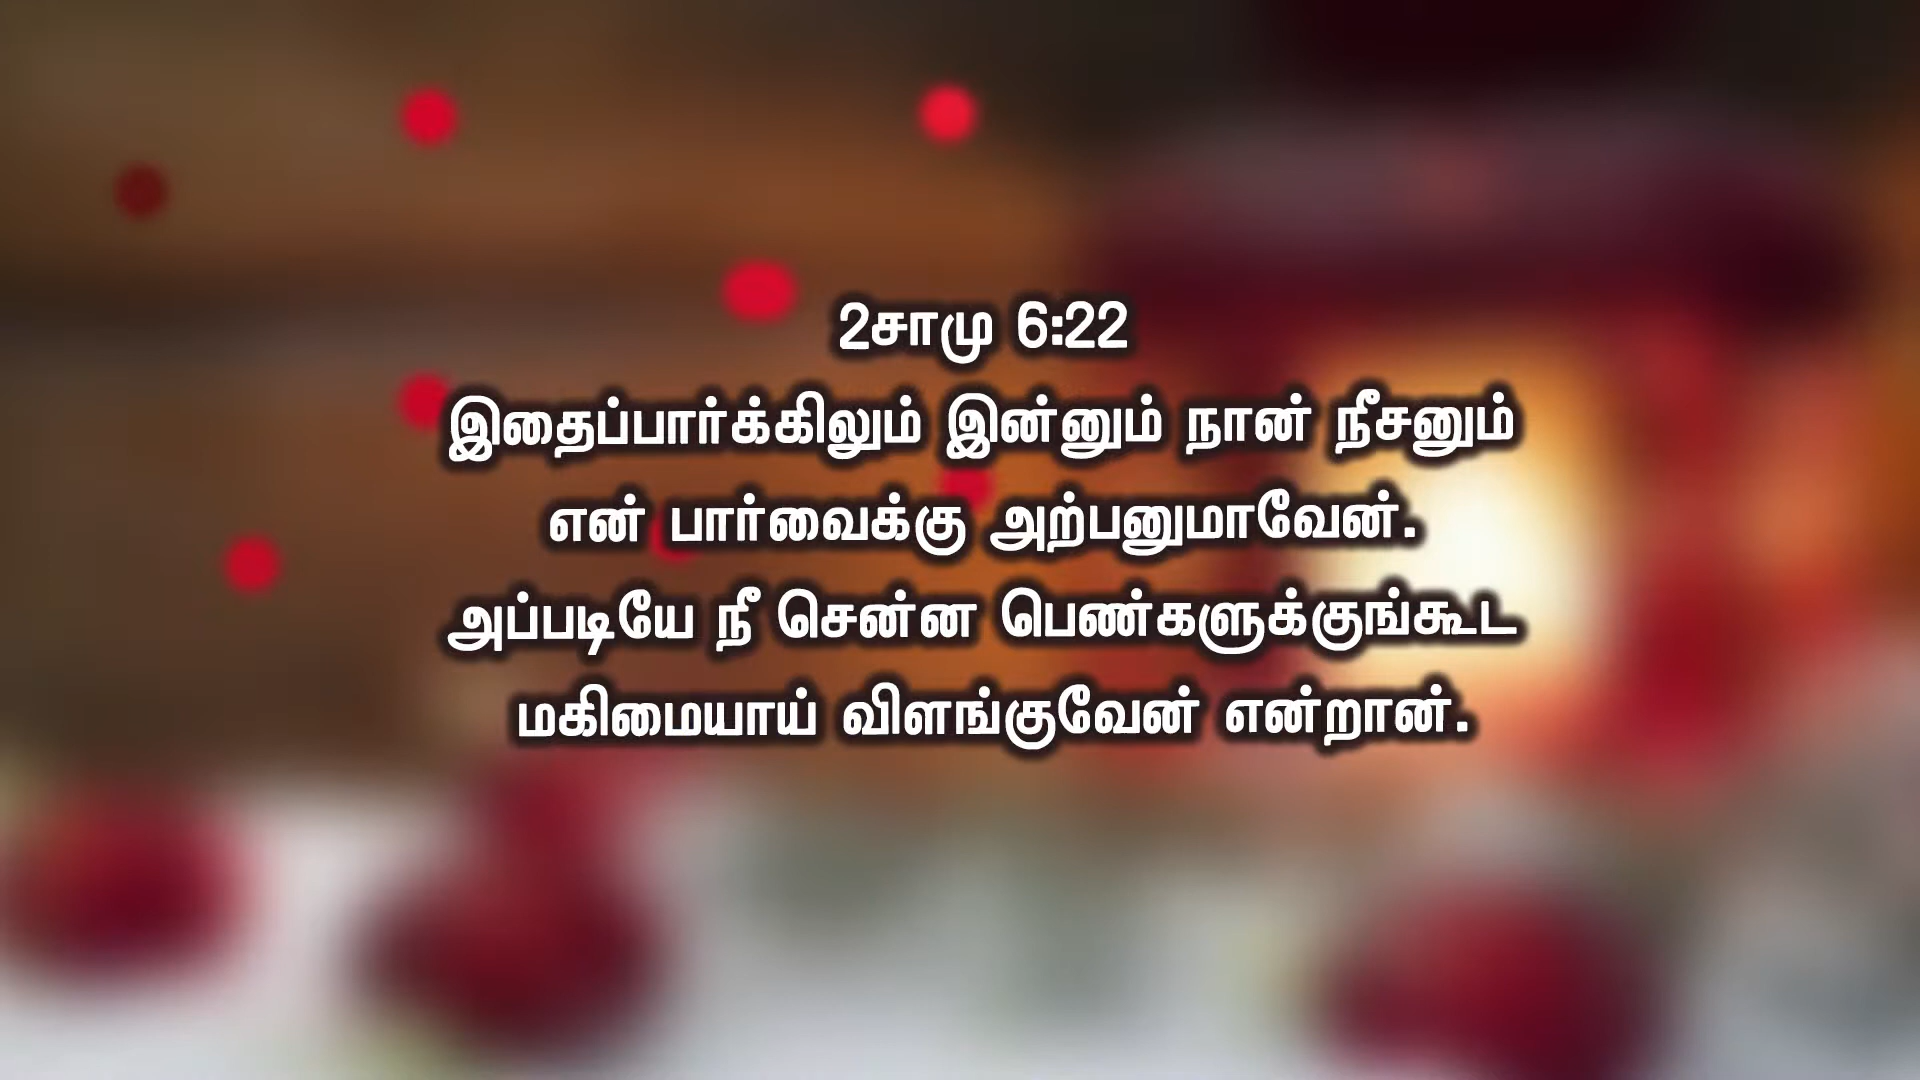 2சாமு 6:22
இதைப்பார்க்கிலும் இன்னும் நான் நீசனும்
என் பார்வைக்கு அற்பனுமாவேன்.
அப்படியே நீ சென்ன பெண்களுக்குங்கூட
மகிமையாய் விளங்குவேன் என்றான்.